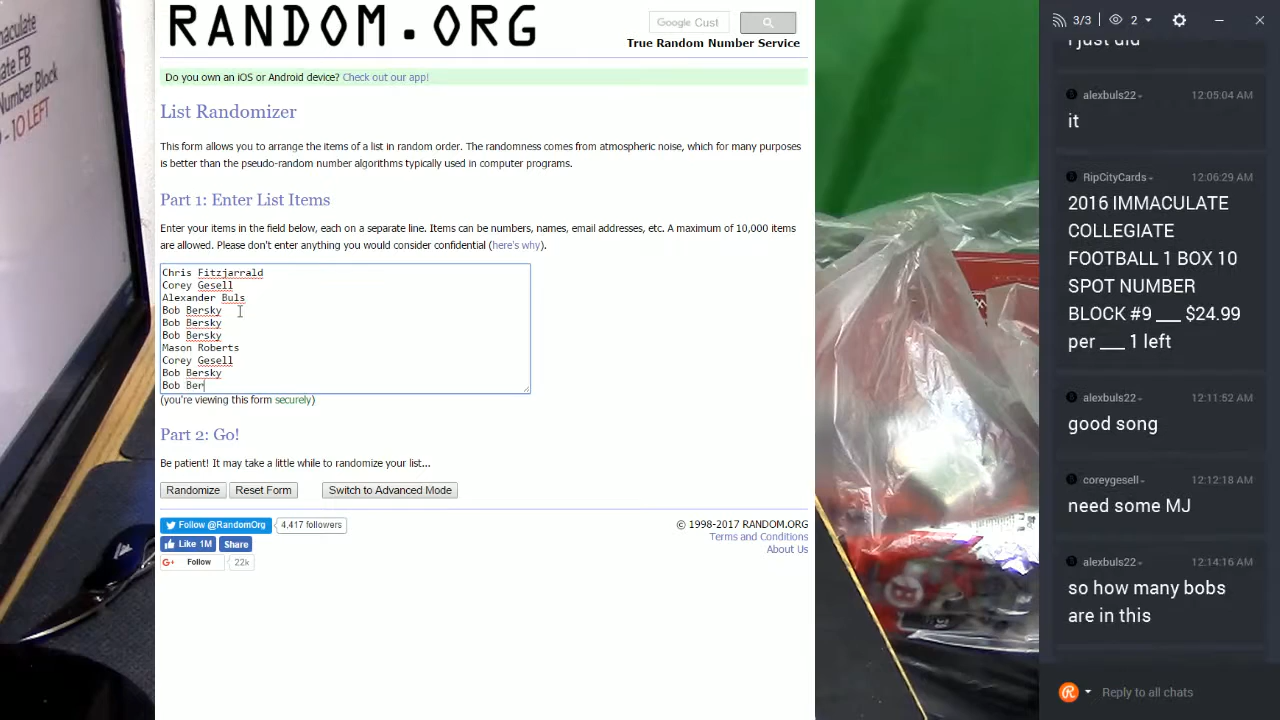 maculate
ate FB
Number Block
- 10 LEFT
RANDOM.ORG
Google Cust
True Random Number Service
Do you own an iOS or Android device? Check out our app!
List Randomizer
This form allows you to arrange the items of a list in random order. The randomness comes from atmospheric noise, which for many purposes
is better than the pseudo-random number algorithms typically used in computer programs.
Part 1: Enter List Items
Enter your items in the field below, each on a separate line. Items can be numbers, names, email addresses, etc. A maximum of 10,000 items
are allowed. Please don't enter anything you would consider confidential (here's why).
Chris Fitzjarrald
Corey Gesell
Alexander Buls
Bob Bersky
Bob Bersky
Bob Bersky
Mason Roberts
Corey Gesell
Bob Bersky
Bob Ber
(you're viewing this form securely)
Part 2: Go!
Be patient! It may take a little while to randomize your list...
Randomize Reset Form Switch to Advanced Mode
Follow @RandomOrg 4,417 followers
Like 1M Share
Follow 22k
© 1998-2017 RANDOM.ORG
Terms and Conditions
About Us
3/3 2
I just did
alexbuls22 12:05:04 AM
it
RipCityCards 12:06:29 AM
2016 IMMACULATE
COLLEGIATE
FOOTBALL 1 BOX 10
SPOT NUMBER
BLOCK #9 ___ $24.99
per ___ 1 left
alexbuls22 12:11:52 AM
good song
coreygesell 12:12:18 AM
need some MJ
alexbuls22 12:14:16 AM
so how many bobs
are in this
Reply to all chats